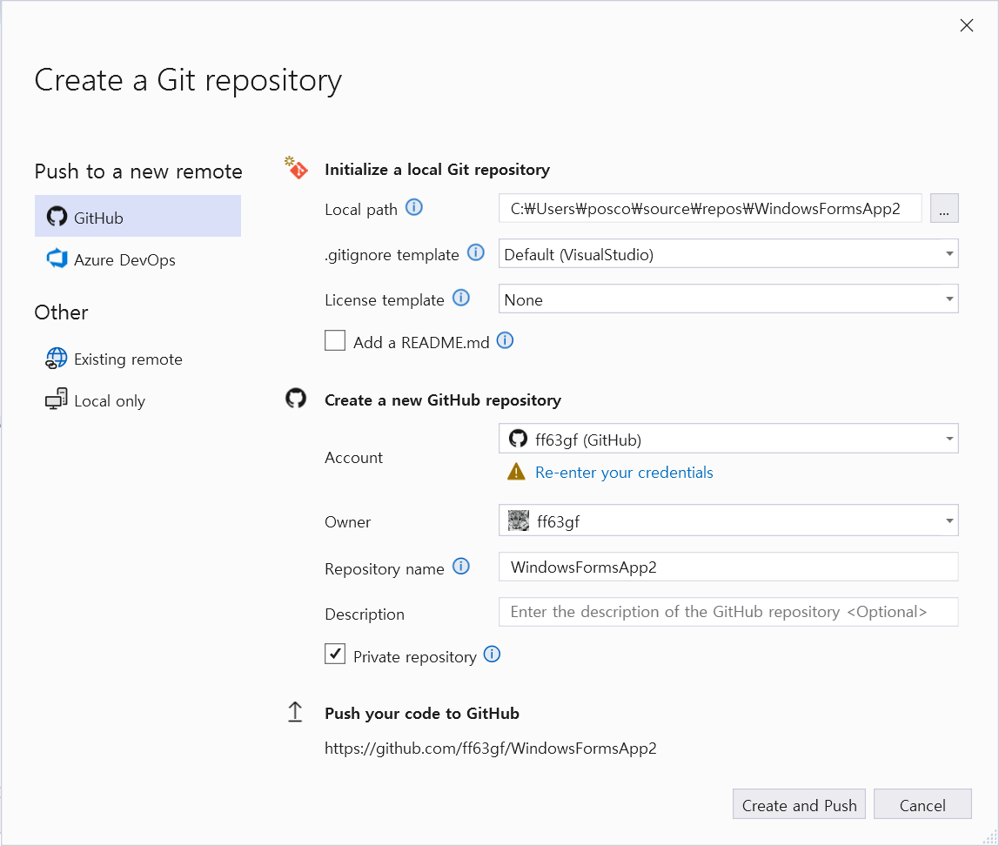 Create a Git repository
Push to a new remote
GitHub
Azure DevOps
Other
Existing remote
Local only
Initialize a local Git repository
Local path
C:₩Users₩posco₩source₩repos₩WindowsFormsApp2
...
.gitignore template
Default (VisualStudio)
License template
None
Add a README.md
Create a new GitHub repository
Account
ff63gf (GitHub)
Re-enter your credentials
Owner
ff63gf
Repository name
WindowsFormsApp2
Description
Enter the description of the GitHub repository <Optional>
Private repository
Push your code to GitHub
https://github.com/ff63gf/WindowsFormsApp2
Create and Push
Cancel